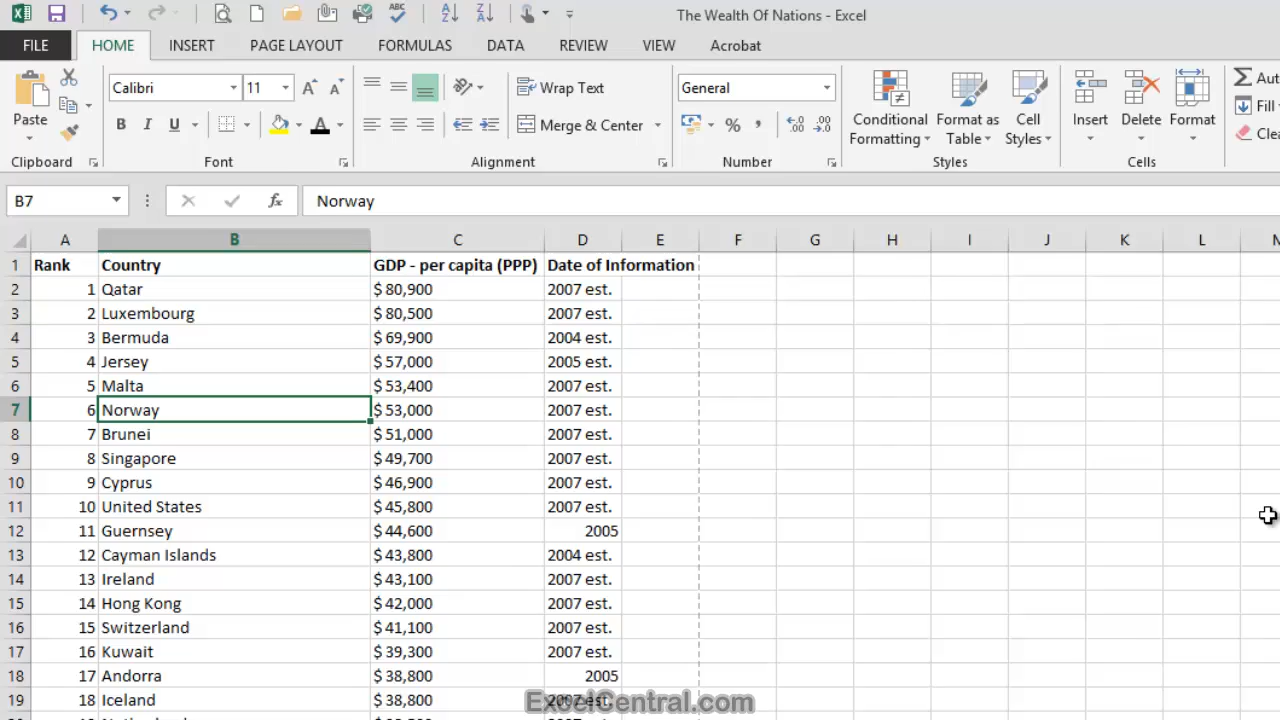 The Wealth Of Nations - Excel
FILE HOME INSERT PAGE LAYOUT FORMULAS DATA REVIEW VIEW Acrobat
Calibri 11 Wrap Text General Σ Aut
Paste B I U A Merge & Center % , Conditional Formatting Format as Table Cell Styles Insert Delete Format Fill Clea
Clipboard Font Alignment Number Styles Cells
B7 fx Norway
A B C D E F G H I J K L
1 Rank Country GDP - per capita (PPP) Date of Information
2 1 Qatar $ 80,900 2007 est.
3 2 Luxembourg $ 80,500 2007 est.
4 3 Bermuda $ 69,900 2004 est.
5 4 Jersey $ 57,000 2005 est.
6 5 Malta $ 53,400 2007 est.
7 6 Norway $ 53,000 2007 est.
8 7 Brunei $ 51,000 2007 est.
9 8 Singapore $ 49,700 2007 est.
10 9 Cyprus $ 46,900 2007 est.
11 10 United States $ 45,800 2007 est.
12 11 Guernsey $ 44,600 2005
13 12 Cayman Islands $ 43,800 2004 est.
14 13 Ireland $ 43,100 2007 est.
15 14 Hong Kong $ 42,000 2007 est.
16 15 Switzerland $ 41,100 2007 est.
17 16 Kuwait $ 39,300 2007 est.
18 17 Andorra $ 38,800 2005
19 18 Iceland $ 38,800 2007 est.
ExcelCentral.com